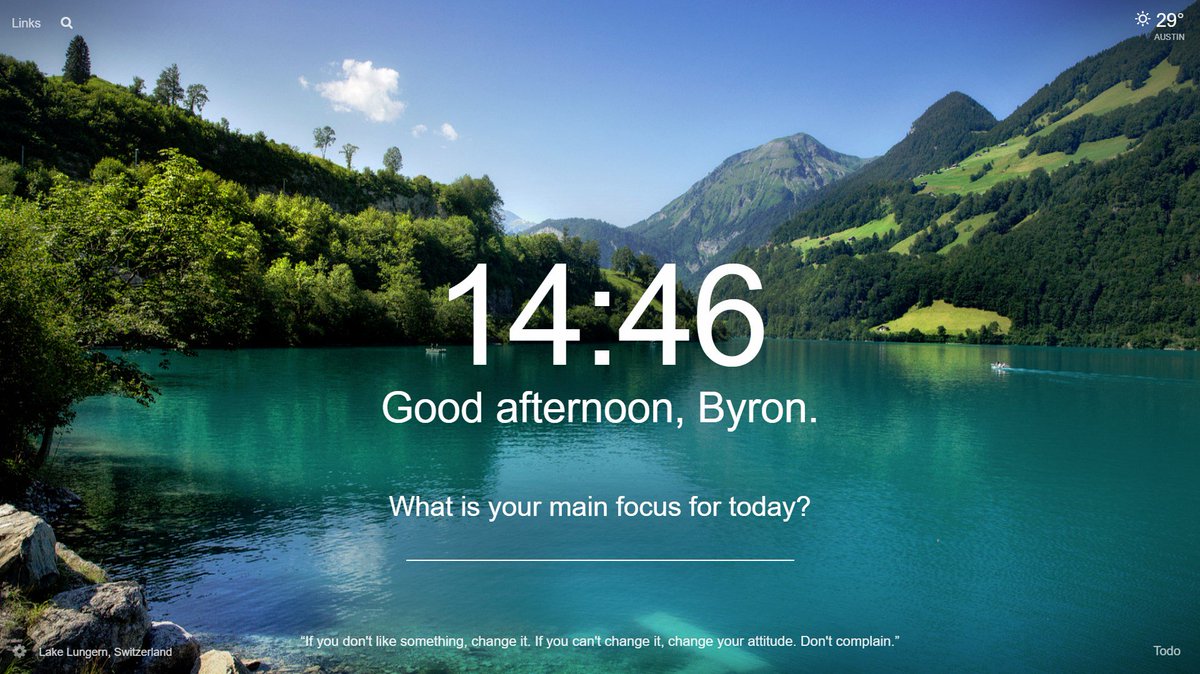 Links
29°
AUSTIN
14:46
Good afternoon, Byron.
What is your main focus for today?
“If you don't like something, change it. If you can't change it, change your attitude. Don't complain.”
Lake Lungern, Switzerland
Todo